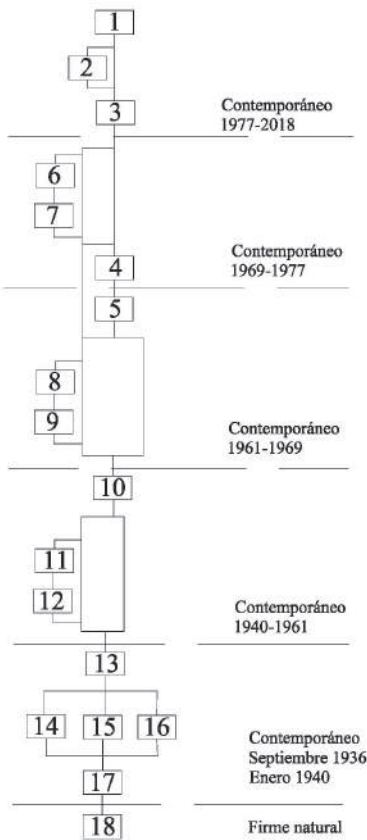 1
2
3
Contemporáneo
1977-2018
6
7
4
Contemporáneo
1969-1977
5
8
9
Contemporáneo
1961-1969
10
11
12
Contemporáneo
1940-1961
13
14 15 16
Contemporáneo
Septiembre 1936
Enero 1940
17
18
Firme natural